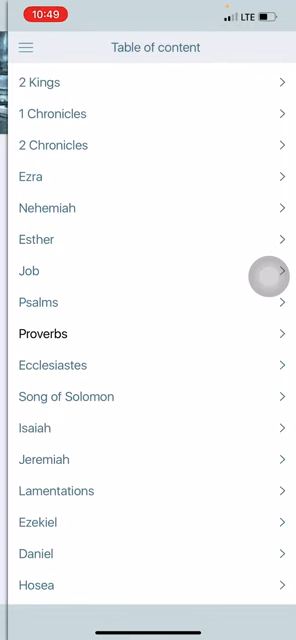 10:49
LTE
Table of content
2 Kings
1 Chronicles
2 Chronicles
Ezra
Nehemiah
Esther
Job
Psalms
Proverbs
Ecclesiastes
Song of Solomon
Isaiah
Jeremiah
Lamentations
Ezekiel
Daniel
Hosea